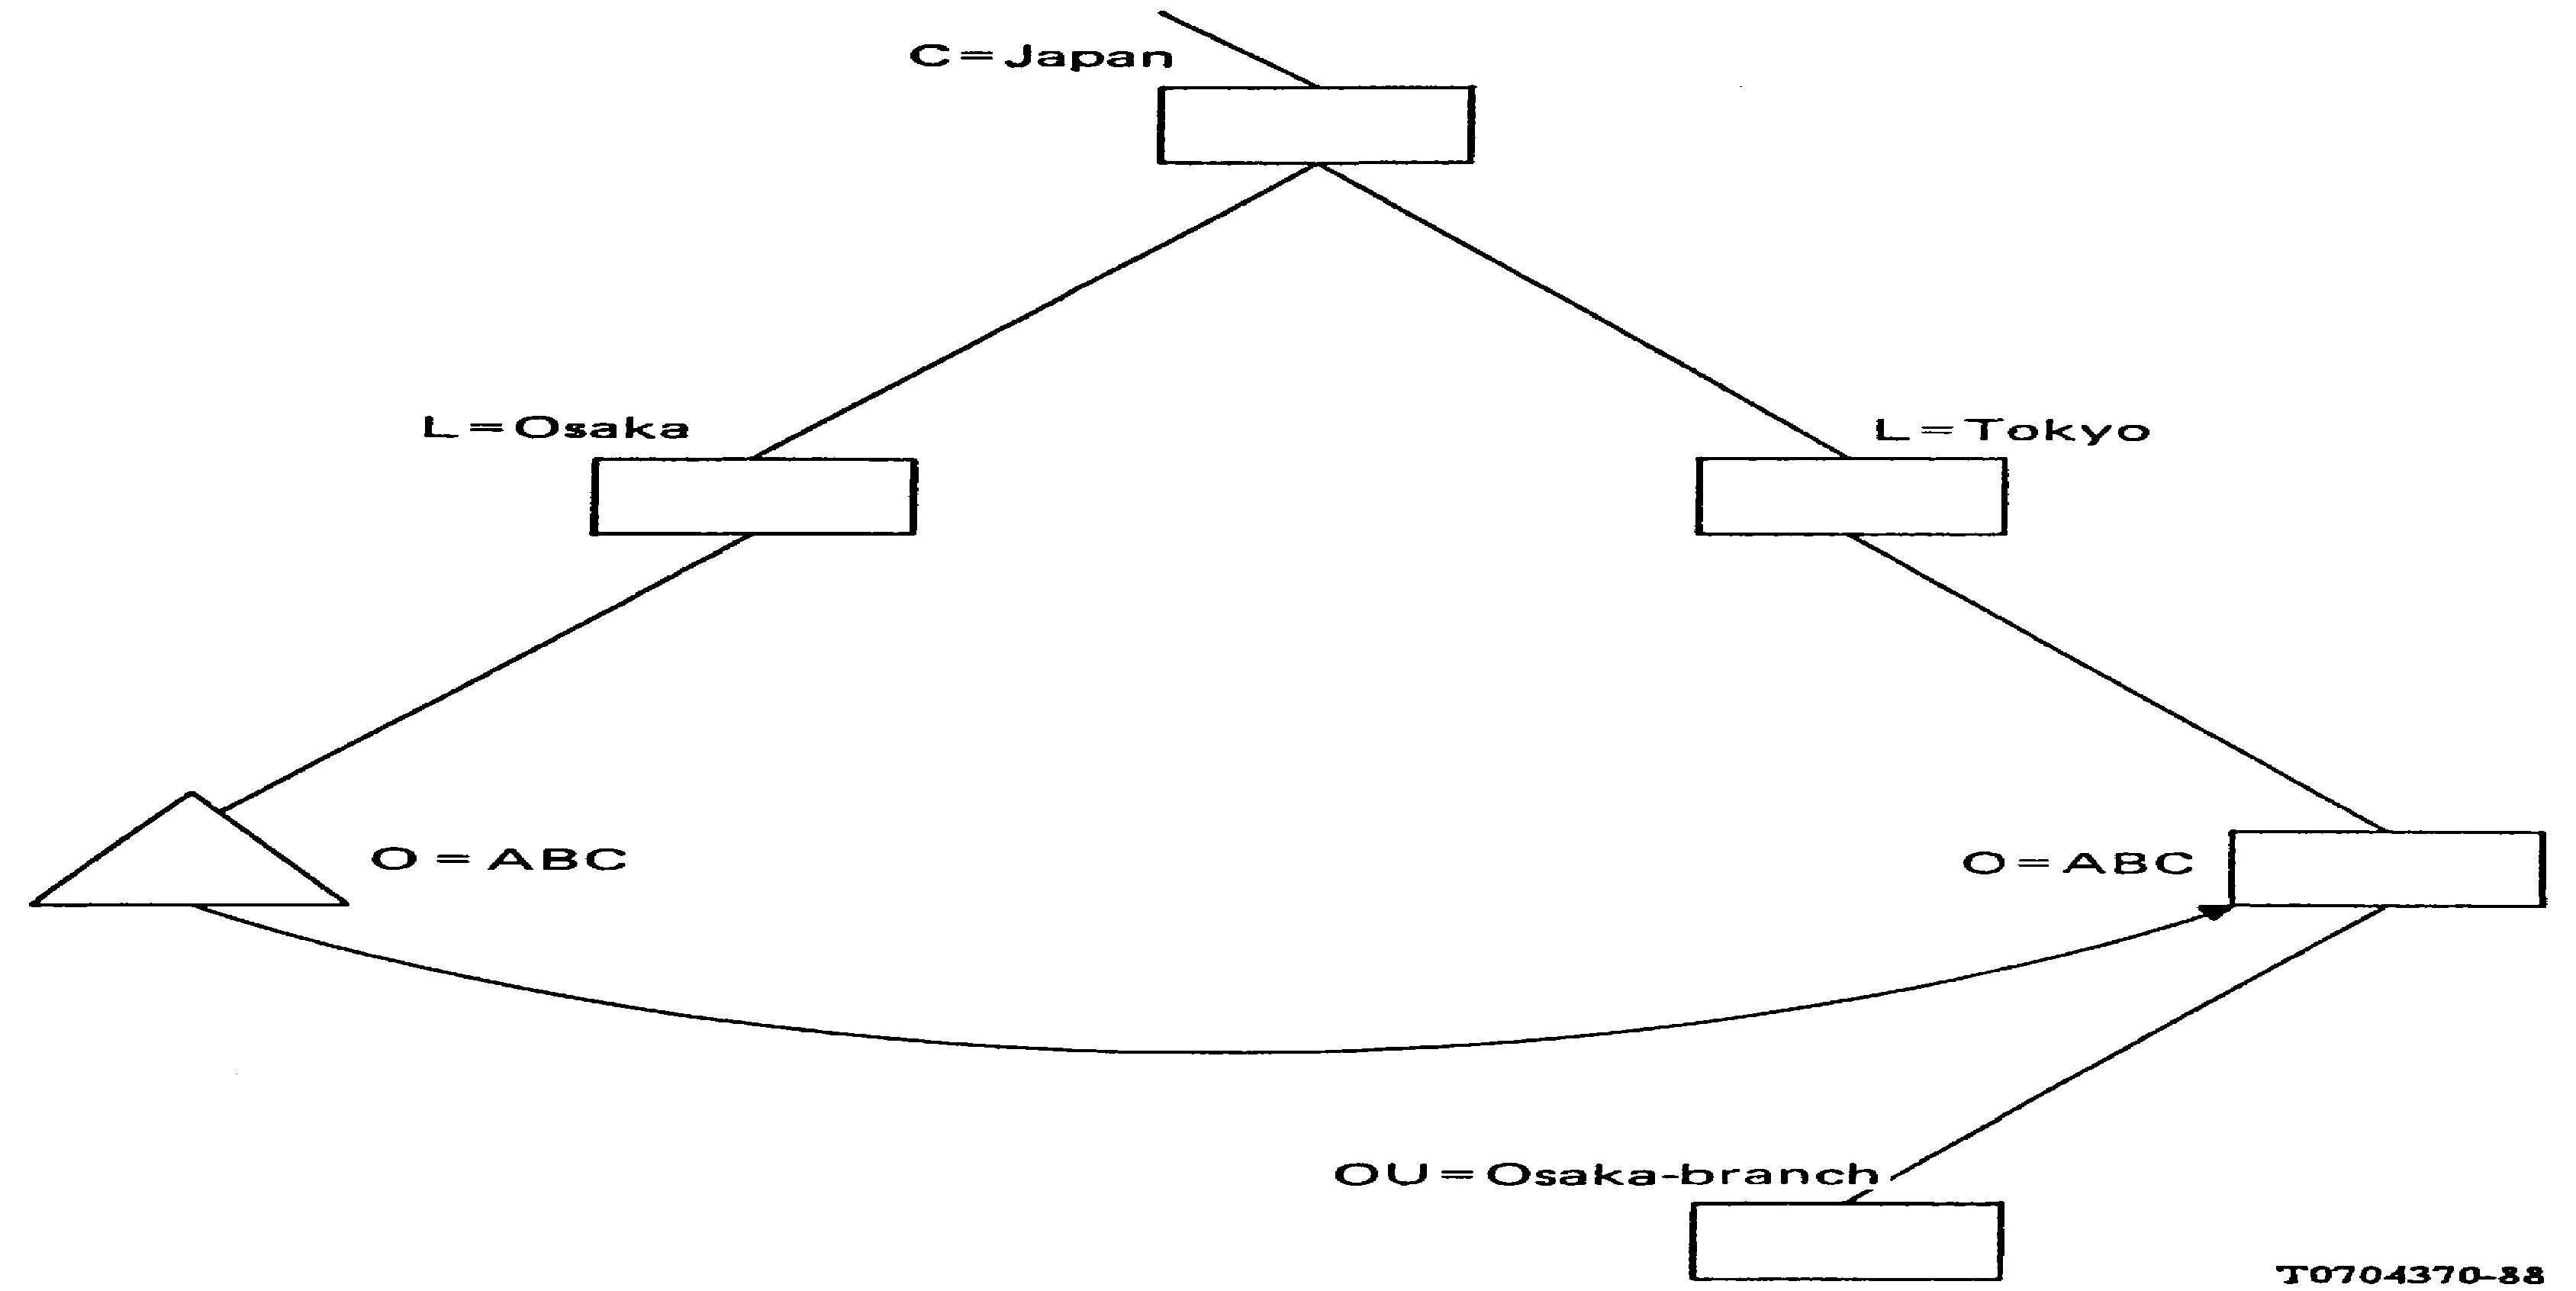 C=Japan
L=Osaka
L=Tokyo
O=ABC
O=ABC
OU=Osaka-branch
T0704370-88